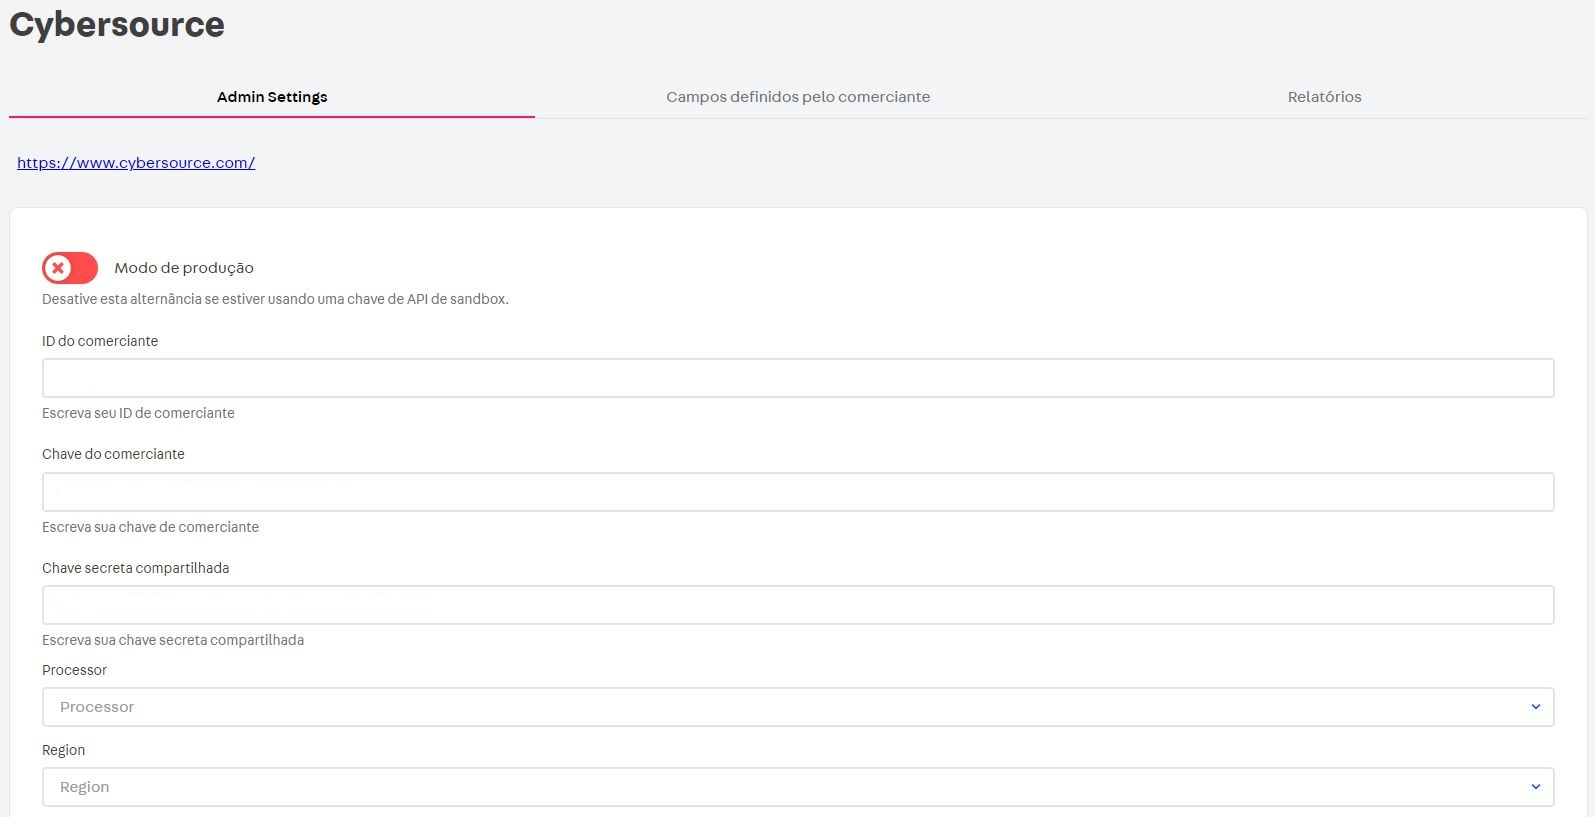 Cybersource
Admin Settings
Campos definidos pelo comerciante
Relatórios
https://www.cybersource.com/
Modo de produção
Desative esta alternância se estiver usando uma chave de API de sandbox.
ID do comerciante
Escreva seu ID de comerciante
Chave do comerciante
Escreva sua chave de comerciante
Chave secreta compartilhada
Escreva sua chave secreta compartilhada
Processor
Processor
Region
Region